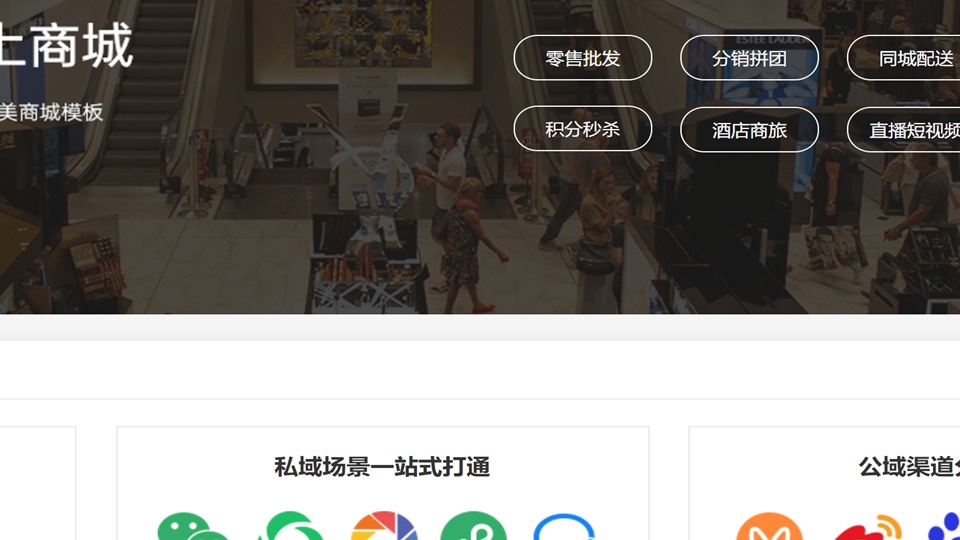 上商城
美商城模板
零售批发 分销拼团 同城配送
积分秒杀 酒店商旅 直播短视频
ESTEE LAUDER
私域场景一站式打通
公域渠道分